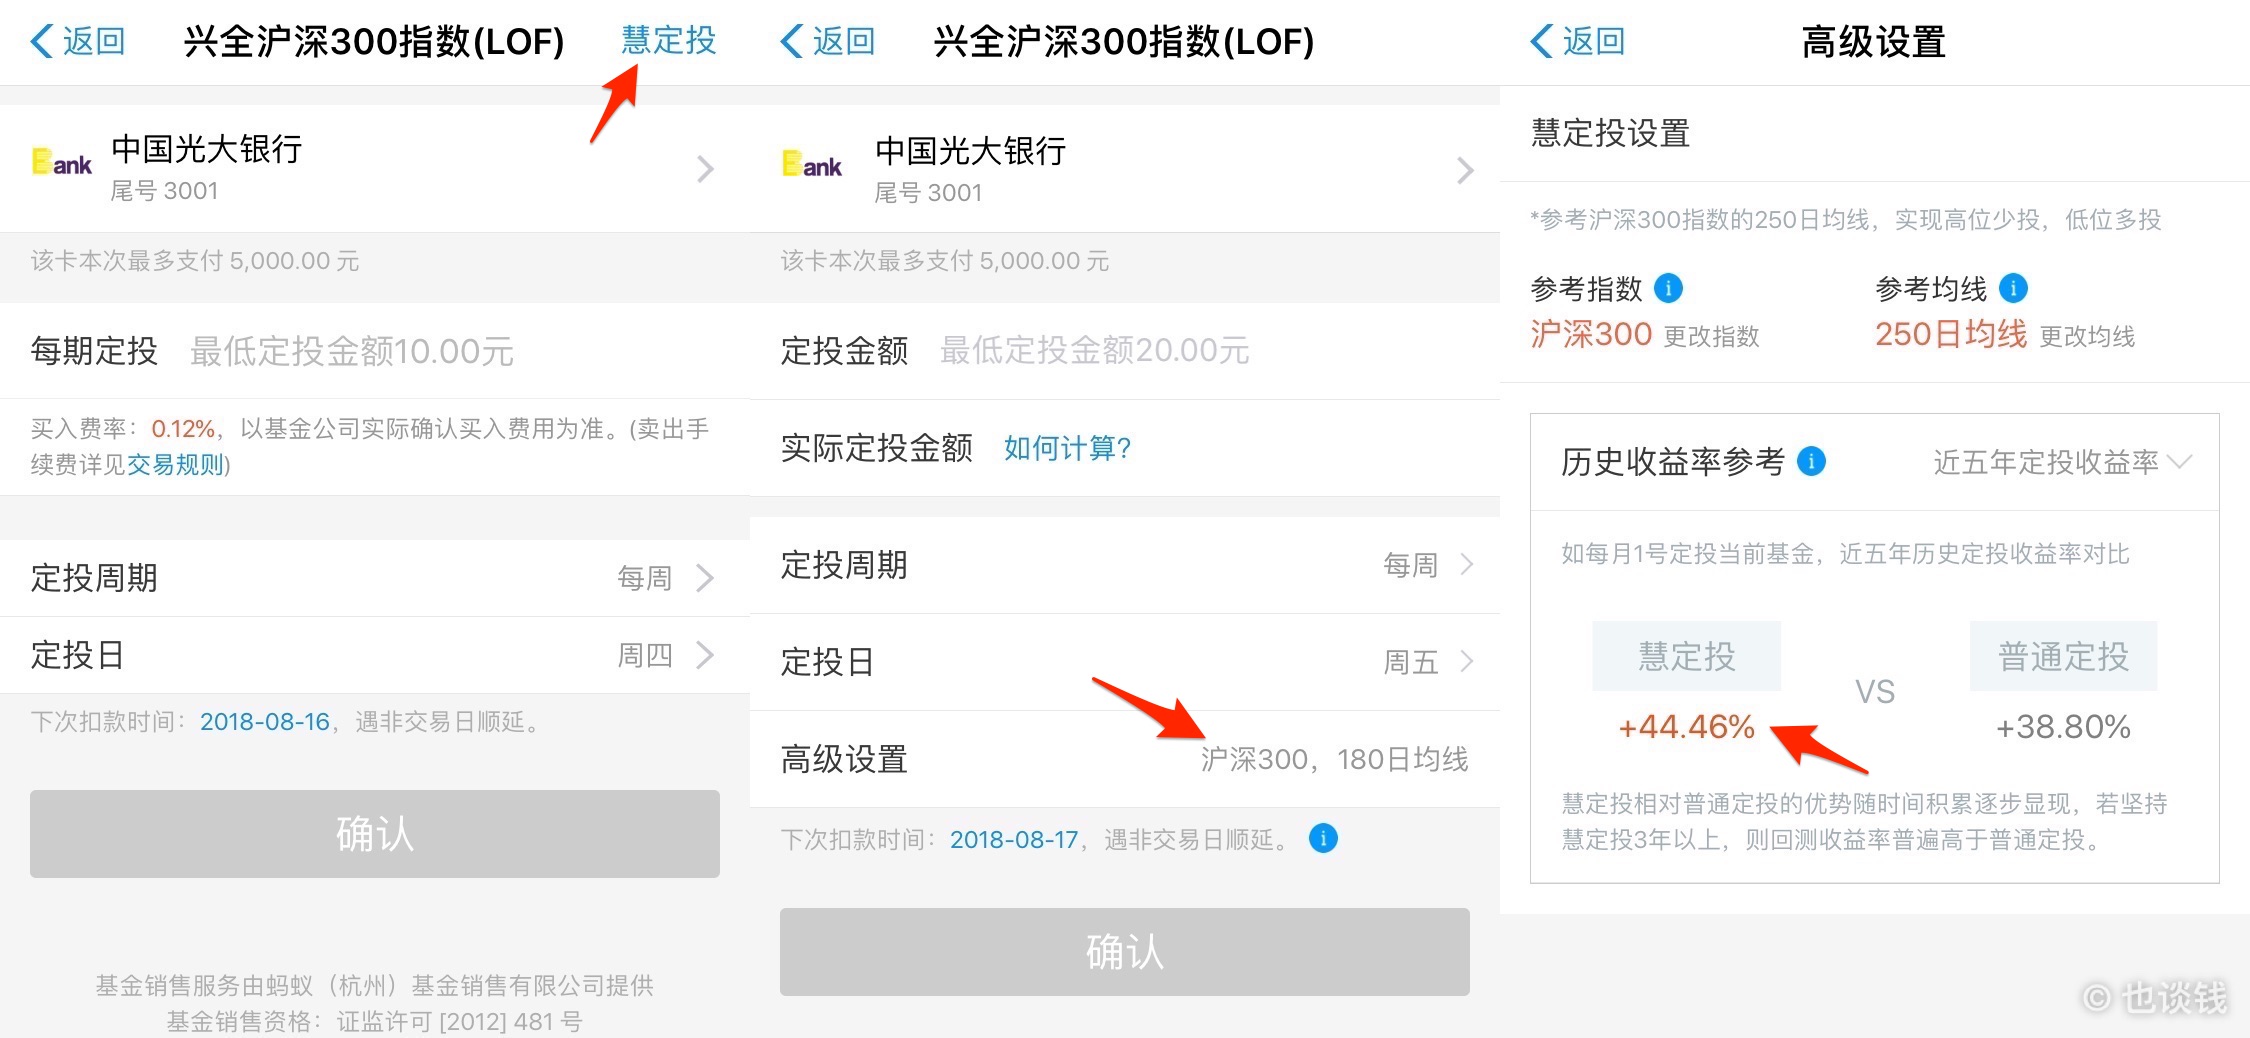 返回
兴全沪深300指数(LOF)
慧定投
Bank
中国光大银行
尾号 3001
该卡本次最多支付 5,000.00 元
每期定投 最低定投金额10.00元
买入费率：0.12%，以基金公司实际确认买入费用为准。(卖出手
续费详见交易规则)
定投周期 每周
定投日 周四
下次扣款时间：2018-08-16，遇非交易日顺延。
确认
基金销售服务由蚂蚁（杭州）基金销售有限公司提供
基金销售资格：证监许可 [2012] 481 号
返回
兴全沪深300指数(LOF)
Bank
中国光大银行
尾号 3001
该卡本次最多支付 5,000.00 元
定投金额 最低定投金额20.00元
实际定投金额 如何计算?
定投周期 每周
定投日 周五
高级设置 沪深300，180日均线
下次扣款时间：2018-08-17，遇非交易日顺延。
确认
返回
高级设置
慧定投设置
*参考沪深300指数的250日均线，实现高位少投，低位多投
参考指数 参考均线
沪深300 更改指数 250日均线 更改均线
历史收益率参考 近五年定投收益率
如每月1号定投当前基金，近五年历史定投收益率对比
慧定投 VS 普通定投
+44.46% +38.80%
慧定投相对普通定投的优势随时间积累逐步显现，若坚持
慧定投3年以上，则回测收益率普遍高于普通定投。
© 也谈钱